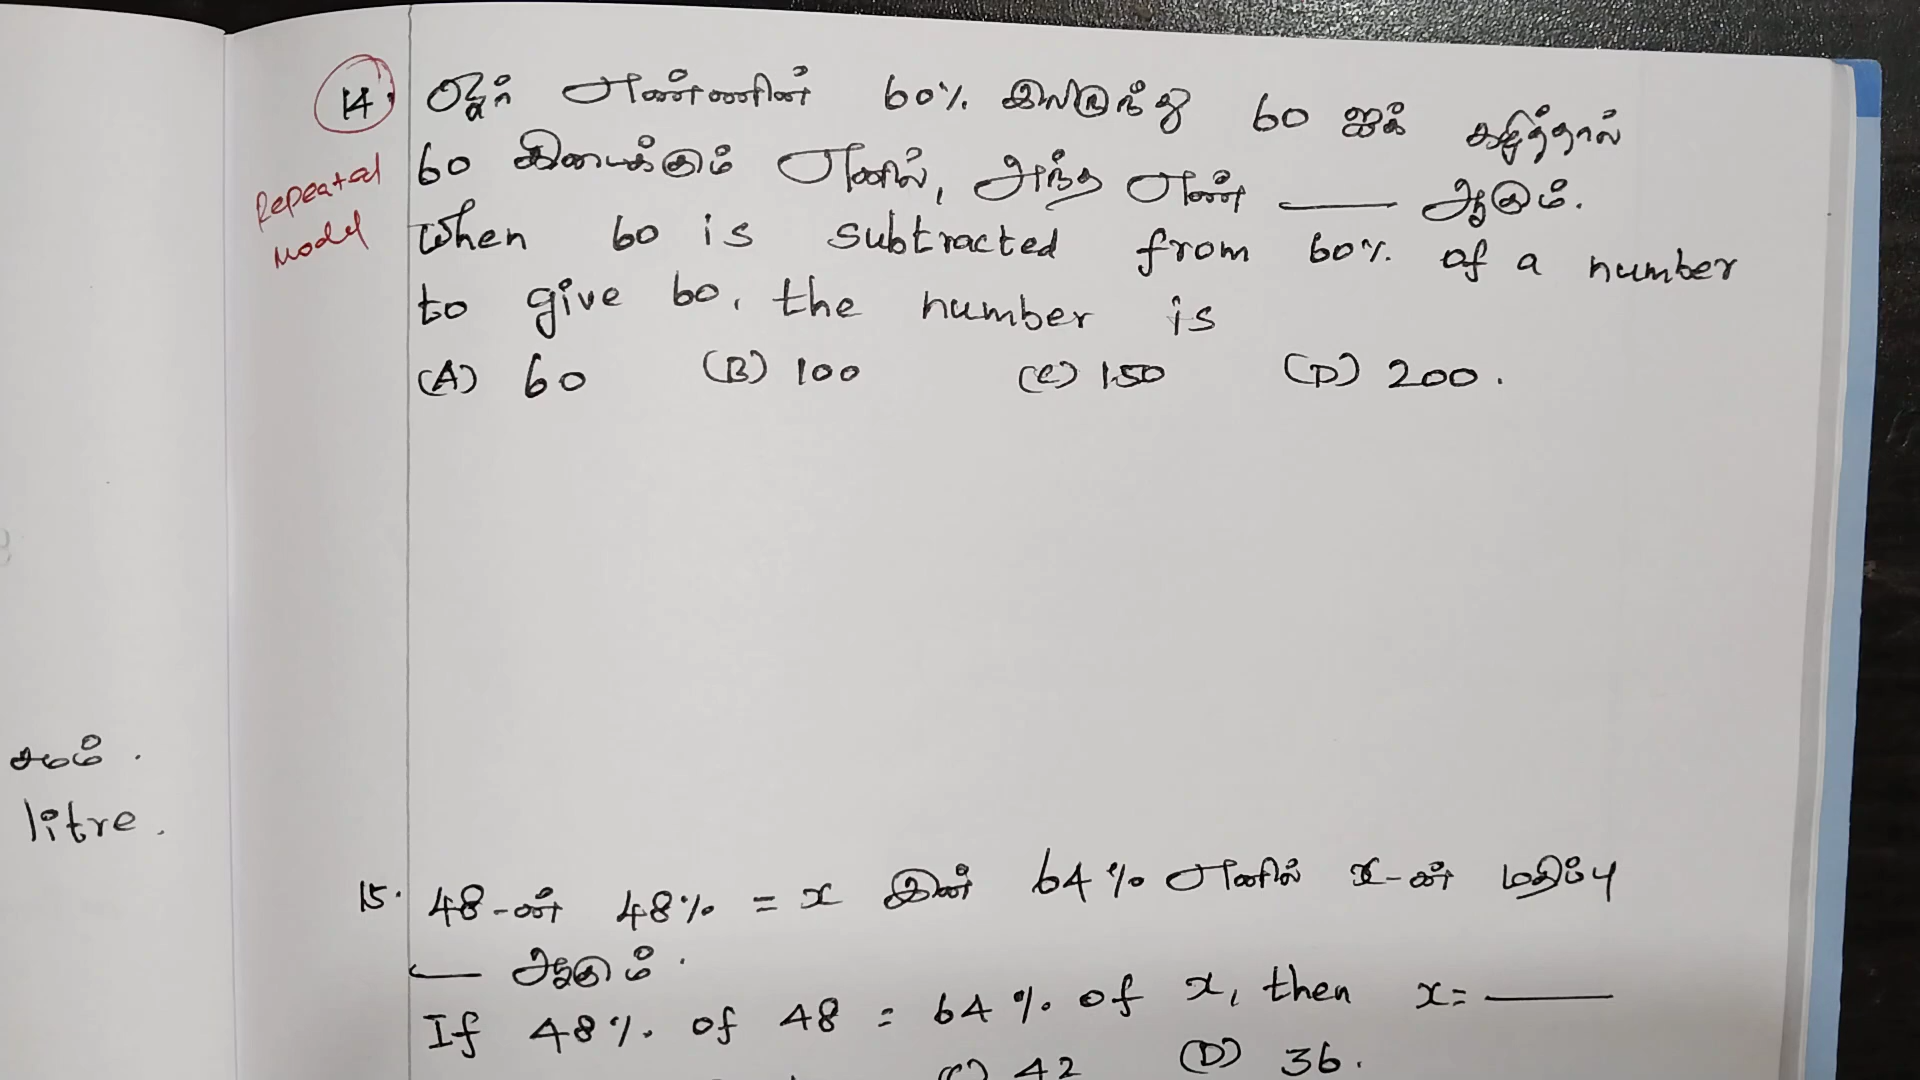 சமம்.
litre.
14. ஓர் எண்ணின் 60% இலிருந்து 60 ஐக் கழித்தால்
Repeated Model
60 கிடைக்கும் எனில், அந்த எண் ____ ஆகும்.
When 60 is subtracted from 60% of a number
to give 60, the number is
(A) 60 (B) 100 (C) 150 (D) 200.
15. 48-ன் 48% = x இன் 64% எனில் x-ன் மதிப்பு
____ ஆகும்.
If 48% of 48 = 64% of x, then x= ____
(C) 42 (D) 36.